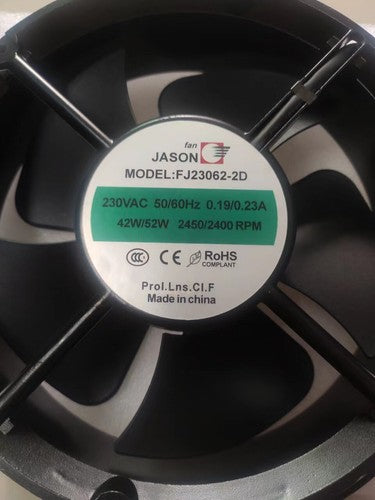 fan
JASON
MODEL:FJ23062-2D
230VAC 50/60Hz 0.19/0.23A
42W/52W 2450/2400 RPM
CCC CE RoHS
COMPLIANT
Prol.Lns.Cl.F
Made in china